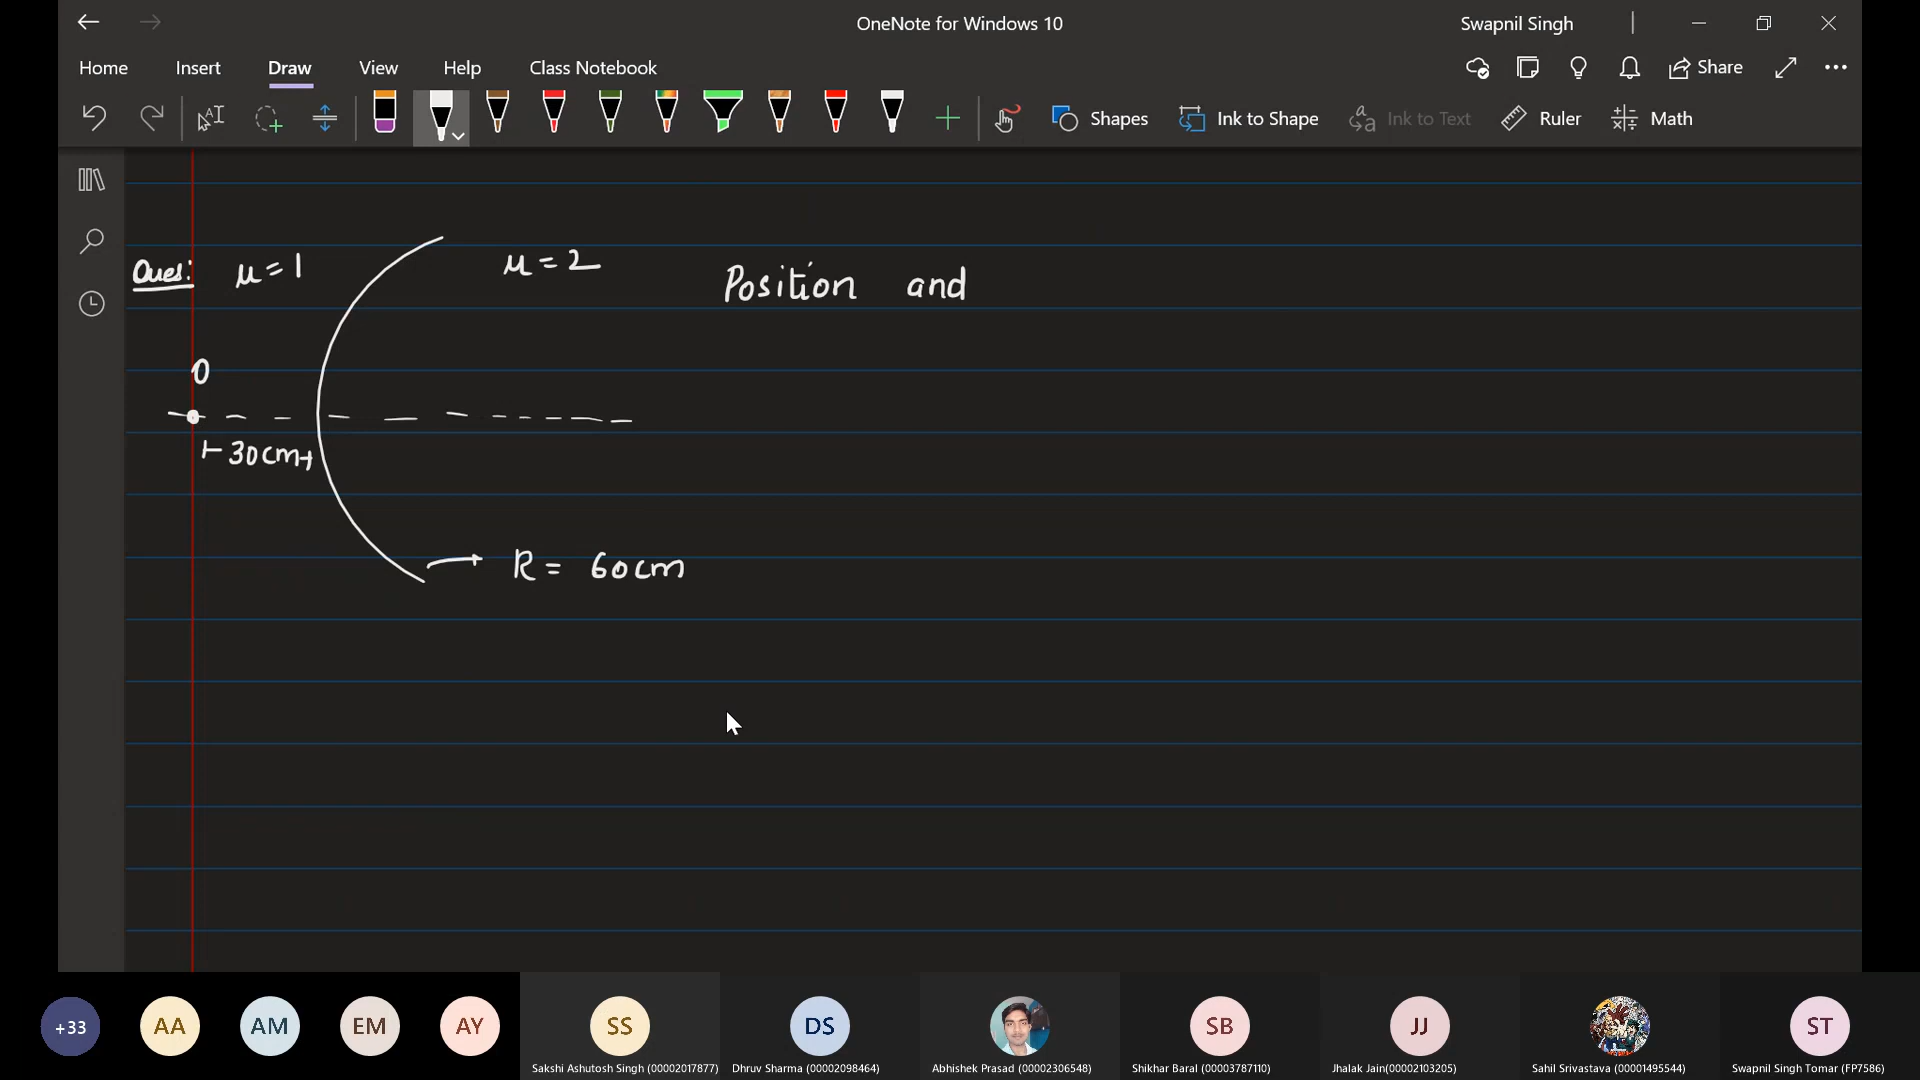 OneNote for Windows 10
Swapnil Singh
Home Insert Draw View Help Class Notebook
Share
Shapes Ink to Shape Ink to Text Ruler Math
Ques: μ = 1 μ = 2 Position and
O
30cm
R = 60cm
+33 AA AM EM AY SS DS SB JJ ST
Sakshi Ashutosh Singh (00002017877) Dhruv Sharma (00002098464) Abhishek Prasad (00002306548) Shikhar Baral (00003787110) Jhalak Jain(00002103205) Sahil Srivastava (00001495544) Swapnil Singh Tomar (FP7586)